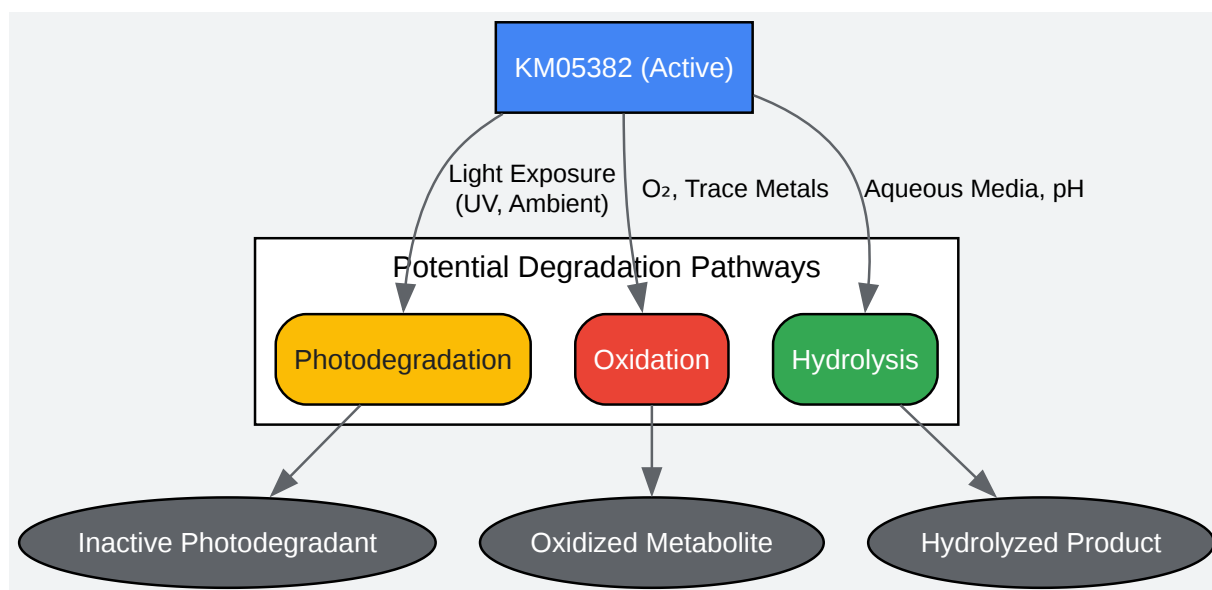 KM05382 (Active)
Light Exposure
(UV, Ambient)
O₂, Trace Metals
Aqueous Media, pH
Potential Degradation Pathways
Photodegradation
Oxidation
Hydrolysis
Inactive Photodegradant
Oxidized Metabolite
Hydrolyzed Product